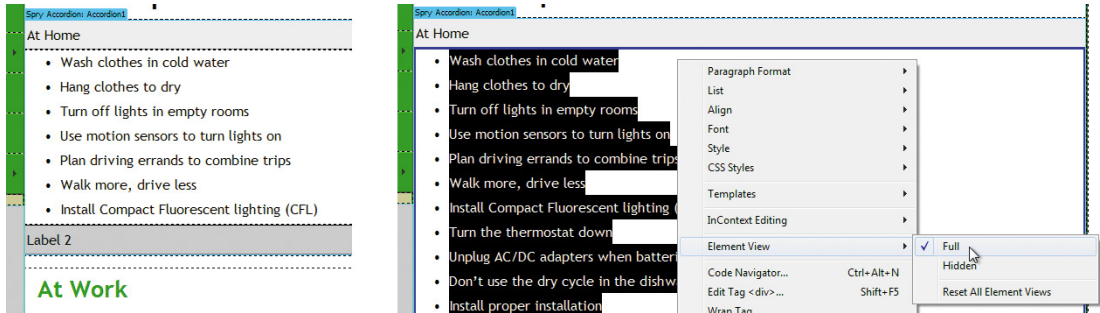 Spry Accordion: Accordion1
At Home
• Wash clothes in cold water
• Hang clothes to dry
• Turn off lights in empty rooms
• Use motion sensors to turn lights on
• Plan driving errands to combine trips
• Walk more, drive less
• Install Compact Fluorescent lighting (CFL)
Label 2
At Work
Spry Accordion: Accordion1
At Home
• Wash clothes in cold water
• Hang clothes to dry
• Turn off lights in empty rooms
• Use motion sensors to turn lights on
• Plan driving errands to combine trips
• Walk more, drive less
• Install Compact Fluorescent lighting (
• Turn the thermostat down
• Unplug AC/DC adapters when batteri
• Don’t use the dry cycle in the dishwa
• Install proper installation
Paragraph Format
List
Align
Font
Style
CSS Styles
Templates
InContext Editing
Element View
Code Navigator... Ctrl+Alt+N
Edit Tag <div>... Shift+F5
Wrap Tag
✓ Full
Hidden
Reset All Element Views